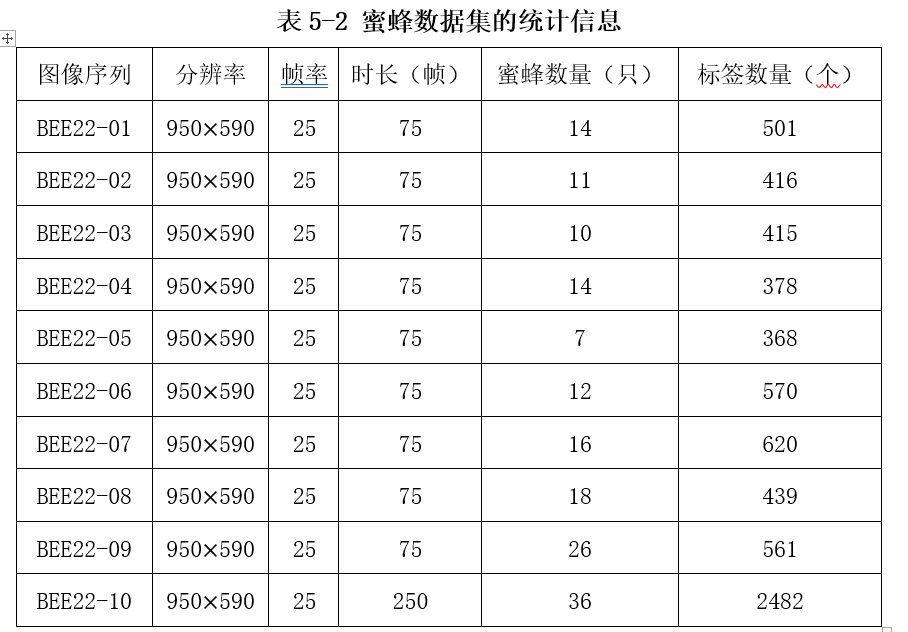 表 5-2 蜜蜂数据集的统计信息
图像序列 分辨率 帧率 时长（帧） 蜜蜂数量（只） 标签数量（个）
BEE22-01 950×590 25 75 14 501
BEE22-02 950×590 25 75 11 416
BEE22-03 950×590 25 75 10 415
BEE22-04 950×590 25 75 14 378
BEE22-05 950×590 25 75 7 368
BEE22-06 950×590 25 75 12 570
BEE22-07 950×590 25 75 16 620
BEE22-08 950×590 25 75 18 439
BEE22-09 950×590 25 75 26 561
BEE22-10 950×590 25 250 36 2482